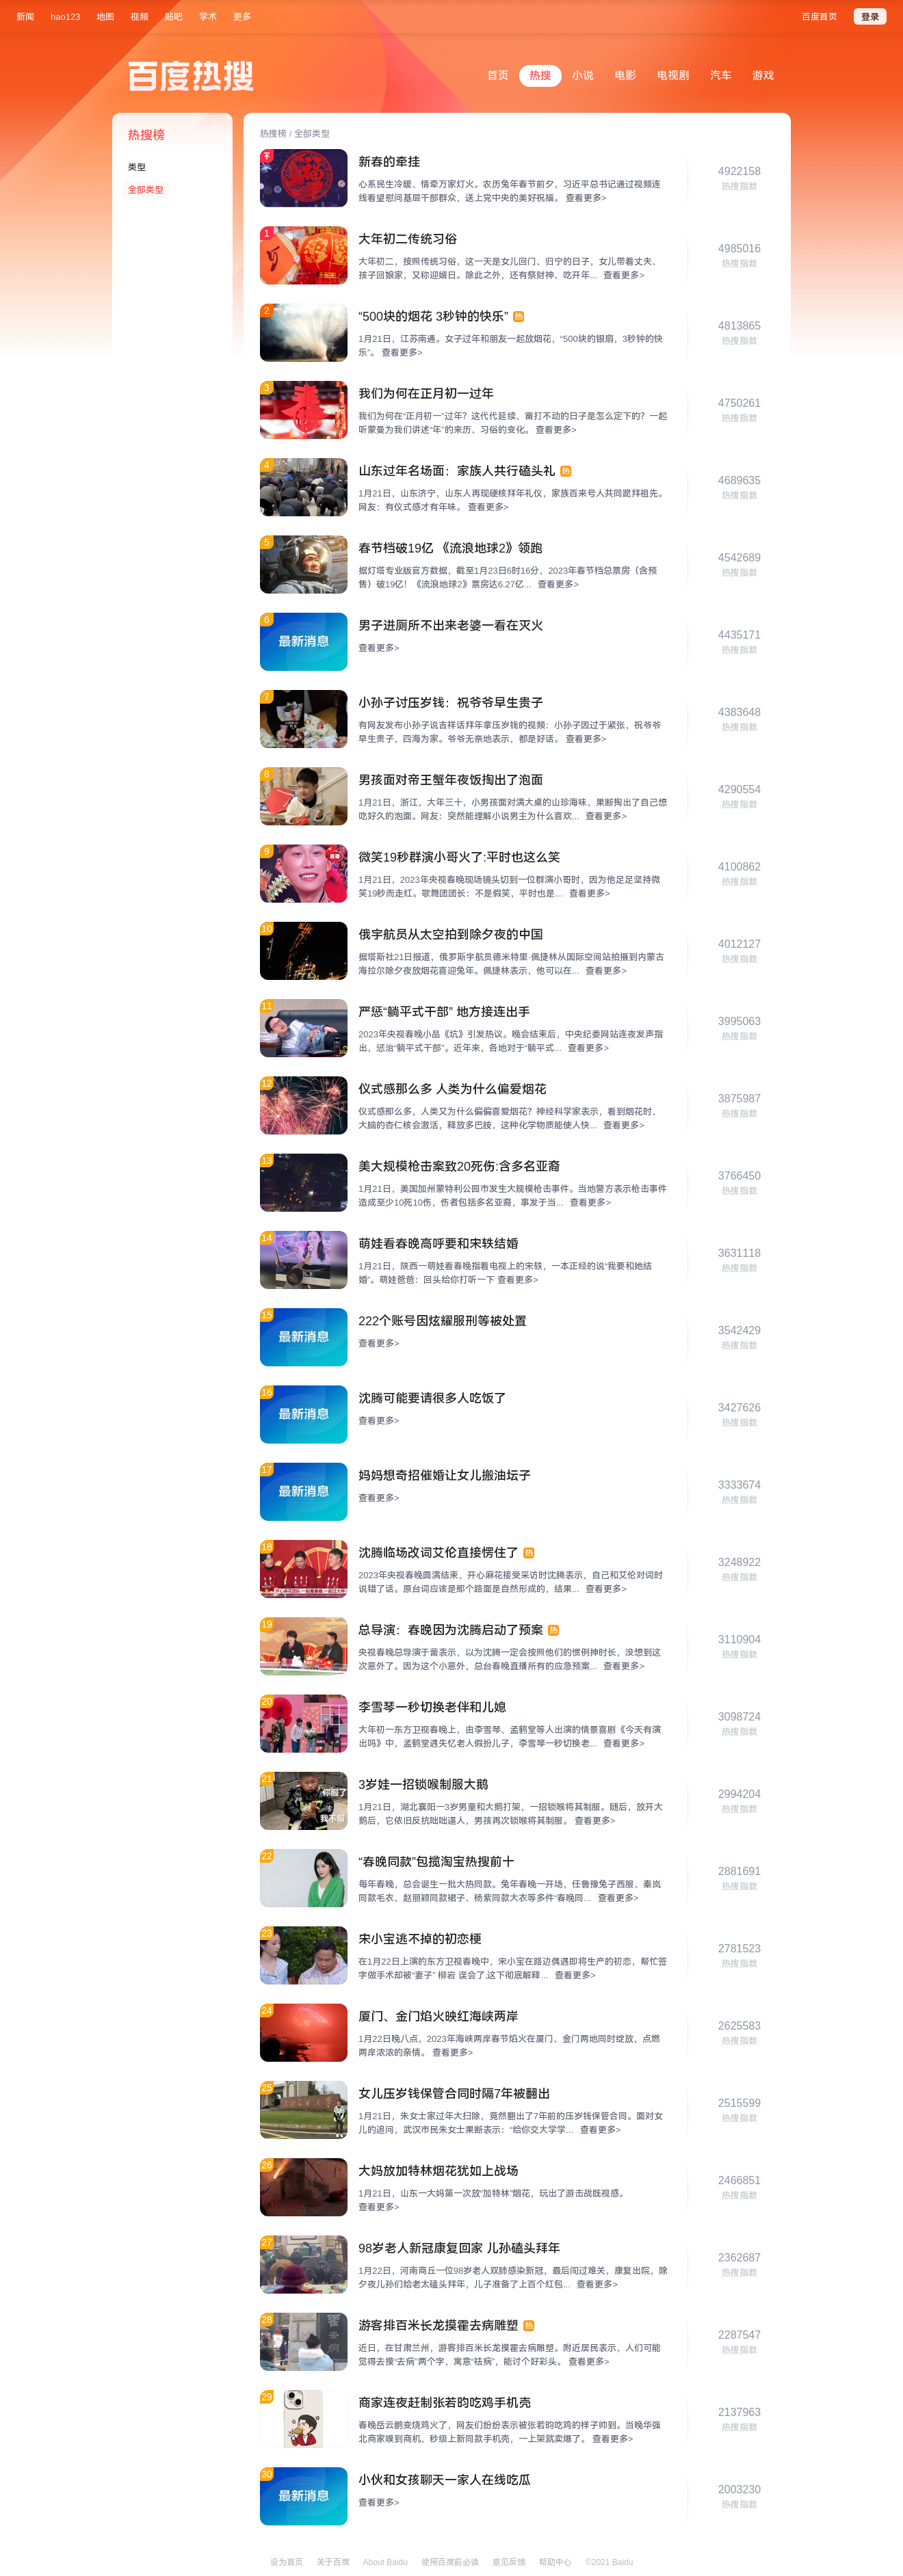 新闻 hao123 地图 视频 贴吧 学术 更多 百度首页 登录
百度热搜
首页 热搜 小说 电影 电视剧 汽车 游戏
热搜榜
类型
全部类型
热搜榜 / 全部类型
新春的牵挂
心系民生冷暖、情牵万家灯火。农历兔年春节前夕，习近平总书记通过视频连
线看望慰问基层干部群众，送上党中央的美好祝福。 查看更多>
4922158
热搜指数
1
大年初二传统习俗
大年初二，按照传统习俗，这一天是女儿回门、归宁的日子，女儿带着丈夫、
孩子回娘家，又称迎婿日。除此之外，还有祭财神、吃开年... 查看更多>
4985016
热搜指数
2
“500块的烟花 3秒钟的快乐” 热
1月21日，江苏南通。女子过年和朋友一起放烟花，“500块的银扇，3秒钟的快
乐”。 查看更多>
4813865
热搜指数
3
我们为何在正月初一过年
我们为何在“正月初一”过年？这代代延续、雷打不动的日子是怎么定下的？一起
听蒙曼为我们讲述“年”的来历、习俗的变化。 查看更多>
4750261
热搜指数
4
山东过年名场面：家族人共行磕头礼 热
1月21日，山东济宁，山东人再现硬核拜年礼仪，家族百来号人共同跪拜祖先。
网友：有仪式感才有年味。 查看更多>
4689635
热搜指数
5
春节档破19亿 《流浪地球2》领跑
据灯塔专业版官方数据，截至1月23日6时16分，2023年春节档总票房（含预
售）破19亿！《流浪地球2》票房达6.27亿... 查看更多>
4542689
热搜指数
6
最新消息
男子进厕所不出来老婆一看在灭火
查看更多>
4435171
热搜指数
7
小孙子讨压岁钱：祝爷爷早生贵子
有网友发布小孙子说吉祥话拜年拿压岁钱的视频：小孙子因过于紧张，祝爷爷
早生贵子，四海为家。爷爷无奈地表示，都是好话。 查看更多>
4383648
热搜指数
8
男孩面对帝王蟹年夜饭掏出了泡面
1月21日，浙江，大年三十，小男孩面对满大桌的山珍海味，果断掏出了自己想
吃好久的泡面。网友：突然能理解小说男主为什么喜欢... 查看更多>
4290554
热搜指数
9
微笑19秒群演小哥火了:平时也这么笑
1月21日，2023年央视春晚现场镜头切到一位群演小哥时，因为他足足坚持微
笑19秒而走红。歌舞团团长：不是假笑，平时也是... 查看更多>
4100862
热搜指数
10
俄宇航员从太空拍到除夕夜的中国
据塔斯社21日报道，俄罗斯宇航员德米特里·佩捷林从国际空间站拍摄到内蒙古
海拉尔除夕夜放烟花喜迎兔年。佩捷林表示，他可以在... 查看更多>
4012127
热搜指数
11
严惩“躺平式干部” 地方接连出手
2023年央视春晚小品《坑》引发热议。晚会结束后，中央纪委网站连夜发声指
出，惩治“躺平式干部”。近年来，各地对于“躺平式... 查看更多>
3995063
热搜指数
12
仪式感那么多 人类为什么偏爱烟花
仪式感那么多，人类又为什么偏偏喜爱烟花？神经科学家表示，看到烟花时，
大脑的杏仁核会激活，释放多巴胺，这种化学物质能使人快... 查看更多>
3875987
热搜指数
13
美大规模枪击案致20死伤:含多名亚裔
1月21日，美国加州蒙特利公园市发生大规模枪击事件。当地警方表示枪击事件
造成至少10死10伤，伤者包括多名亚裔，事发于当... 查看更多>
3766450
热搜指数
14
萌娃看春晚高呼要和宋轶结婚
1月21日，陕西一萌娃看春晚指着电视上的宋轶，一本正经的说“我要和她结
婚”。萌娃爸爸：回头给你打听一下 查看更多>
3631118
热搜指数
15
最新消息
222个账号因炫耀服刑等被处置
查看更多>
3542429
热搜指数
16
最新消息
沈腾可能要请很多人吃饭了
查看更多>
3427626
热搜指数
17
最新消息
妈妈想奇招催婚让女儿搬油坛子
查看更多>
3333674
热搜指数
18
沈腾临场改词艾伦直接愣住了 热
2023年央视春晚圆满结束，开心麻花接受采访时沈腾表示，自己和艾伦对词时
说错了话。原台词应该是那个路面是自然形成的，结果... 查看更多>
3248922
热搜指数
19
总导演：春晚因为沈腾启动了预案 热
央视春晚总导演于蕾表示，以为沈腾一定会按照他们的惯例抻时长，没想到这
次意外了。因为这个小意外，总台春晚直播所有的应急预案... 查看更多>
3110904
热搜指数
20
李雪琴一秒切换老伴和儿媳
大年初一东方卫视春晚上，由李雪琴、孟鹤堂等人出演的情景喜剧《今天有演
出吗》中，孟鹤堂遇失忆老人假扮儿子，李雪琴一秒切换老... 查看更多>
3098724
热搜指数
21
你服了
我不服
3岁娃一招锁喉制服大鹅
1月21日，湖北襄阳一3岁男童和大鹅打架，一招锁喉将其制服。随后，放开大
鹅后，它依旧反抗咄咄逼人，男孩再次锁喉将其制服。 查看更多>
2994204
热搜指数
22
“春晚同款”包揽淘宝热搜前十
每年春晚，总会诞生一批大热同款。兔年春晚一开场，任鲁豫兔子西服、秦岚
同款毛衣、赵丽颖同款裙子、杨紫同款大衣等多件“春晚同... 查看更多>
2881691
热搜指数
23
宋小宝逃不掉的初恋梗
在1月22日上演的东方卫视春晚中，宋小宝在路边偶遇即将生产的初恋，帮忙签
字做手术却被“妻子” 柳岩 误会了,这下彻底解释... 查看更多>
2781523
热搜指数
24
厦门、金门焰火映红海峡两岸
1月22日晚八点，2023年海峡两岸春节焰火在厦门、金门两地同时绽放，点燃
两岸浓浓的亲情。 查看更多>
2625583
热搜指数
25
女儿压岁钱保管合同时隔7年被翻出
1月21日，朱女士家过年大扫除，竟然翻出了7年前的压岁钱保管合同。面对女
儿的追问，武汉市民朱女士果断表示：“给你交大学学... 查看更多>
2515599
热搜指数
26
大妈放加特林烟花犹如上战场
1月21日，山东一大妈第一次放“加特林”烟花，玩出了游击战既视感。
查看更多>
2466851
热搜指数
27
98岁老人新冠康复回家 儿孙磕头拜年
1月22日，河南商丘一位98岁老人双肺感染新冠，最后闯过难关，康复出院，除
夕夜儿孙们给老太磕头拜年，儿子准备了上百个红包... 查看更多>
2362687
热搜指数
28
游客排百米长龙摸霍去病雕塑 热
近日，在甘肃兰州，游客排百米长龙摸霍去病雕塑。附近居民表示，人们可能
觉得去摸“去病”两个字，寓意“祛病”，能讨个好彩头。 查看更多>
2287547
热搜指数
29
商家连夜赶制张若昀吃鸡手机壳
春晚岳云鹏变烧鸡火了，网友们纷纷表示被张若昀吃鸡的样子帅到。当晚华强
北商家嗅到商机，秒级上新同款手机壳，一上架就卖爆了。 查看更多>
2137963
热搜指数
30
最新消息
小伙和女孩聊天一家人在线吃瓜
查看更多>
2003230
热搜指数
设为首页 关于百度 About Baidu 使用百度前必读 意见反馈 帮助中心 ©2021 Baidu